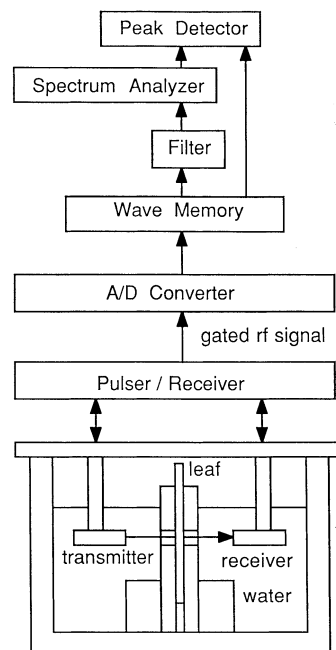 Peak Detector
Spectrum Analyzer
Filter
Wave Memory
A/D Converter
gated rf signal
Pulser / Receiver
leaf
transmitter
receiver
water